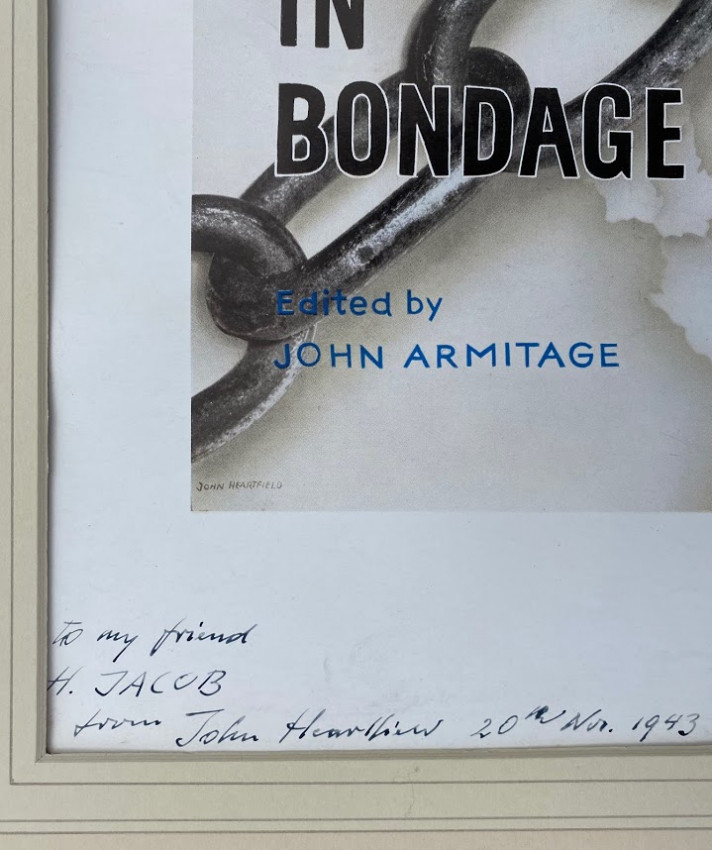 IN
BONDAGE
Edited by
JOHN ARMITAGE
JOHN HEARTFIELD
to my friend
H. JACOB
from John Heartfield 20th Nov. 1943